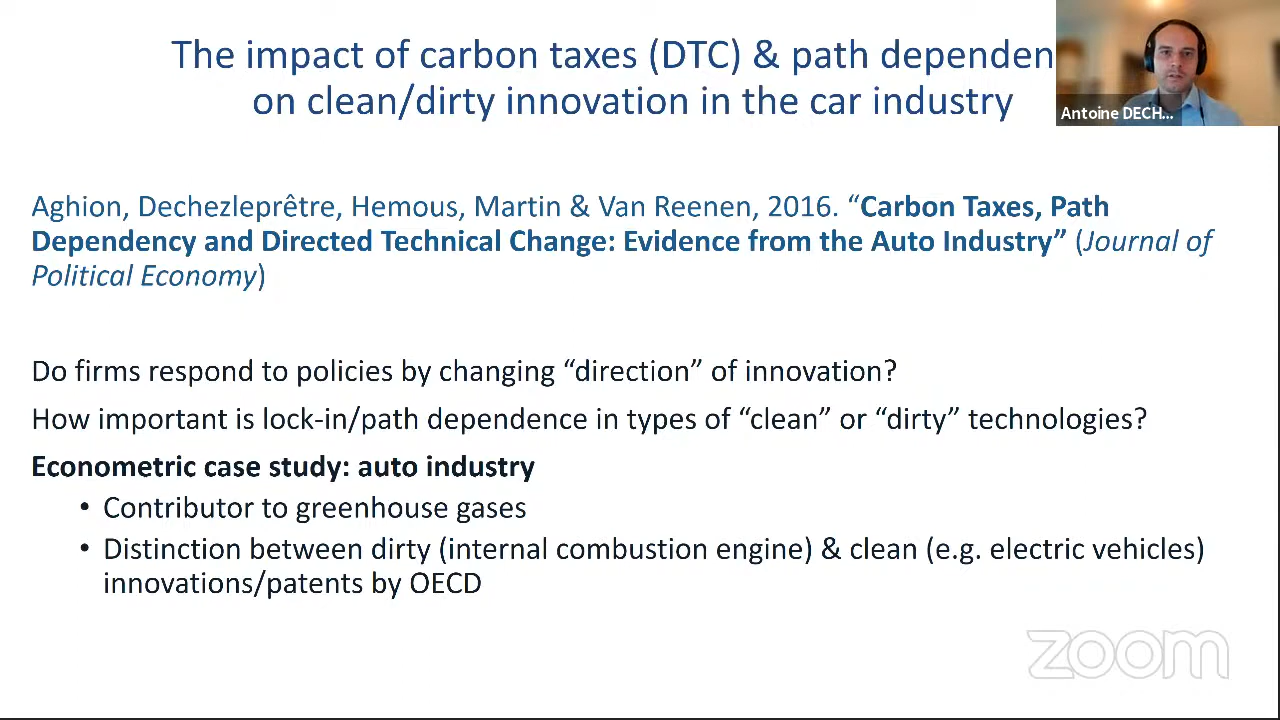 The impact of carbon taxes (DTC) & path dependen
on clean/dirty innovation in the car industry
Antoine DECH...
Aghion, Dechezleprêtre, Hemous, Martin & Van Reenen, 2016. “Carbon Taxes, Path
Dependency and Directed Technical Change: Evidence from the Auto Industry” (Journal of
Political Economy)
Do firms respond to policies by changing “direction” of innovation?
How important is lock-in/path dependence in types of “clean” or “dirty” technologies?
Econometric case study: auto industry
• Contributor to greenhouse gases
• Distinction between dirty (internal combustion engine) & clean (e.g. electric vehicles)
innovations/patents by OECD
zoom